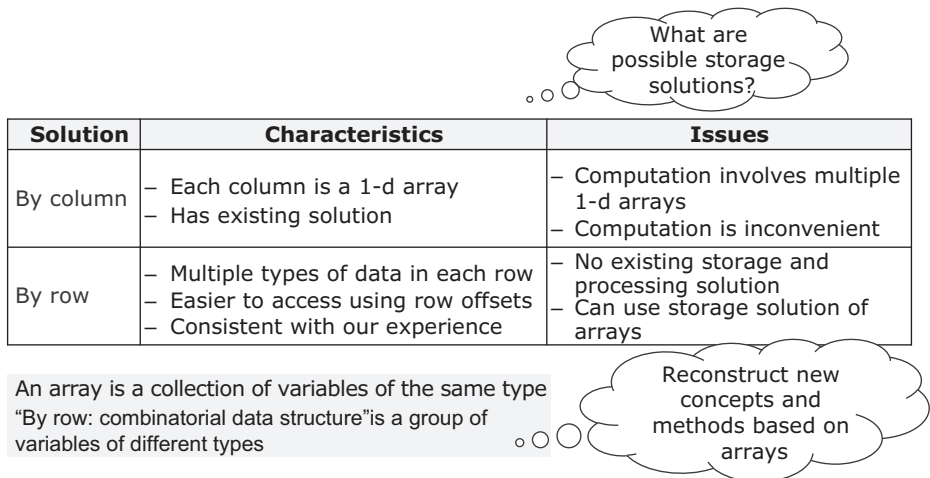 What are
possible storage
solutions?
Solution
Characteristics
Issues
By column
– Each column is a 1-d array
– Has existing solution
– Computation involves multiple
1-d arrays
– Computation is inconvenient
By row
– Multiple types of data in each row
– Easier to access using row offsets
– Consistent with our experience
– No existing storage and
processing solution
– Can use storage solution of
arrays
An array is a collection of variables of the same type
“By row: combinatorial data structure”is a group of
variables of different types
Reconstruct new
concepts and
methods based on
arrays